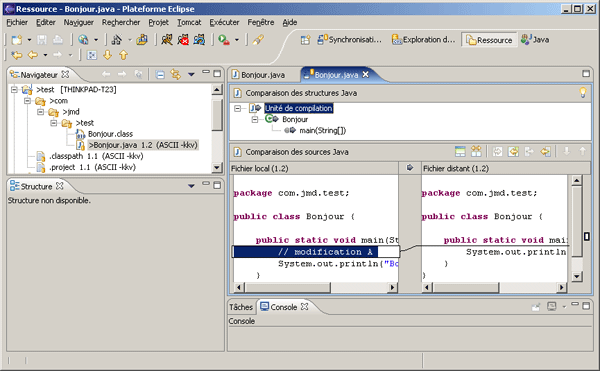 Ressource - Bonjour.java - Plateforme Eclipse
Fichier Editer Naviguer Rechercher Projet Tomcat Exécuter Fenêtre Aide
Synchronisati... Exploration d... Ressource Java
Navigateur
>test [THINKPAD-T23]
>com
>jmd
>test
Bonjour.class
>Bonjour.java 1.2 (ASCII -kkv)
.classpath 1.1 (ASCII -kkv)
.project 1.1 (ASCII -kkv)
Structure
Structure non disponible.
Bonjour.java Bonjour.java
Comparaison des structures Java
Unité de compilation
Bonjour
main(String[])
Comparaison des sources Java
Fichier local (1.2) Fichier distant (1.2)
package com.jmd.test; package com.jmd.test;
public class Bonjour { public class Bonjour {
public static void main(St public static void mai
// modification A System.out.println
System.out.println("Bo }
} }
Tâches Console
Console